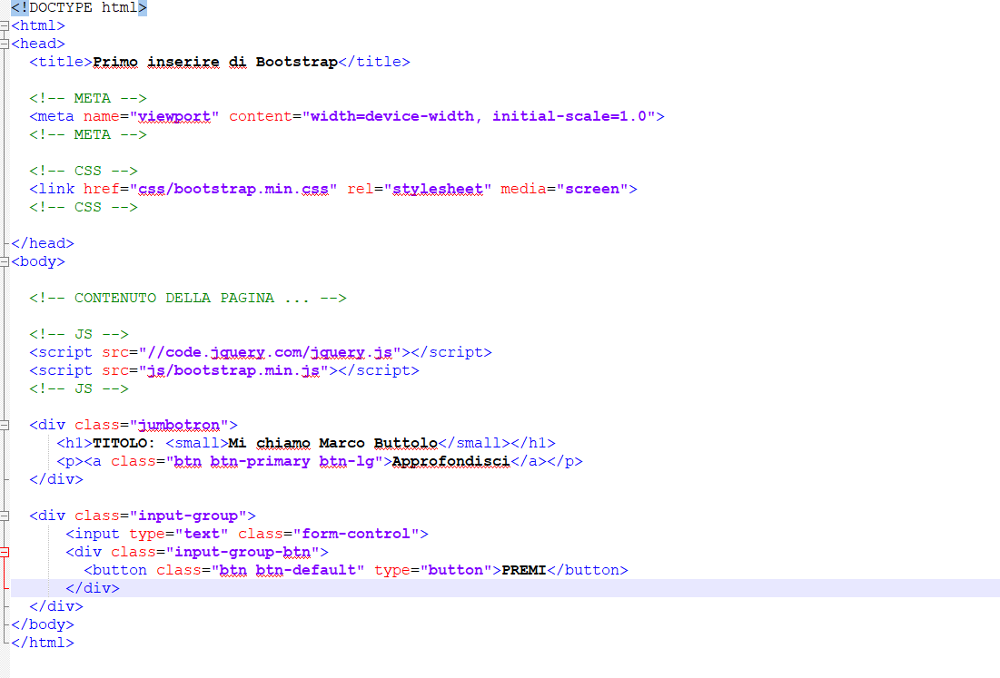 <!DOCTYPE html>
<html>
<head>
<title>Primo inserire di Bootstrap</title>
<!-- META -->
<meta name="viewport" content="width=device-width, initial-scale=1.0">
<!-- META -->
<!-- CSS -->
<link href="css/bootstrap.min.css" rel="stylesheet" media="screen">
<!-- CSS -->
</head>
<body>
<!-- CONTENUTO DELLA PAGINA ... -->
<!-- JS -->
<script src="//code.jquery.com/jquery.js"></script>
<script src="js/bootstrap.min.js"></script>
<!-- JS -->
<div class="jumbotron">
<h1>TITOLO: <small>Mi chiamo Marco Buttolo</small></h1>
<p><a class="btn btn-primary btn-lg">Approfondisci</a></p>
</div>
<div class="input-group">
<input type="text" class="form-control">
<div class="input-group-btn">
<button class="btn btn-default" type="button">PREMI</button>
</div>
</div>
</body>
</html>